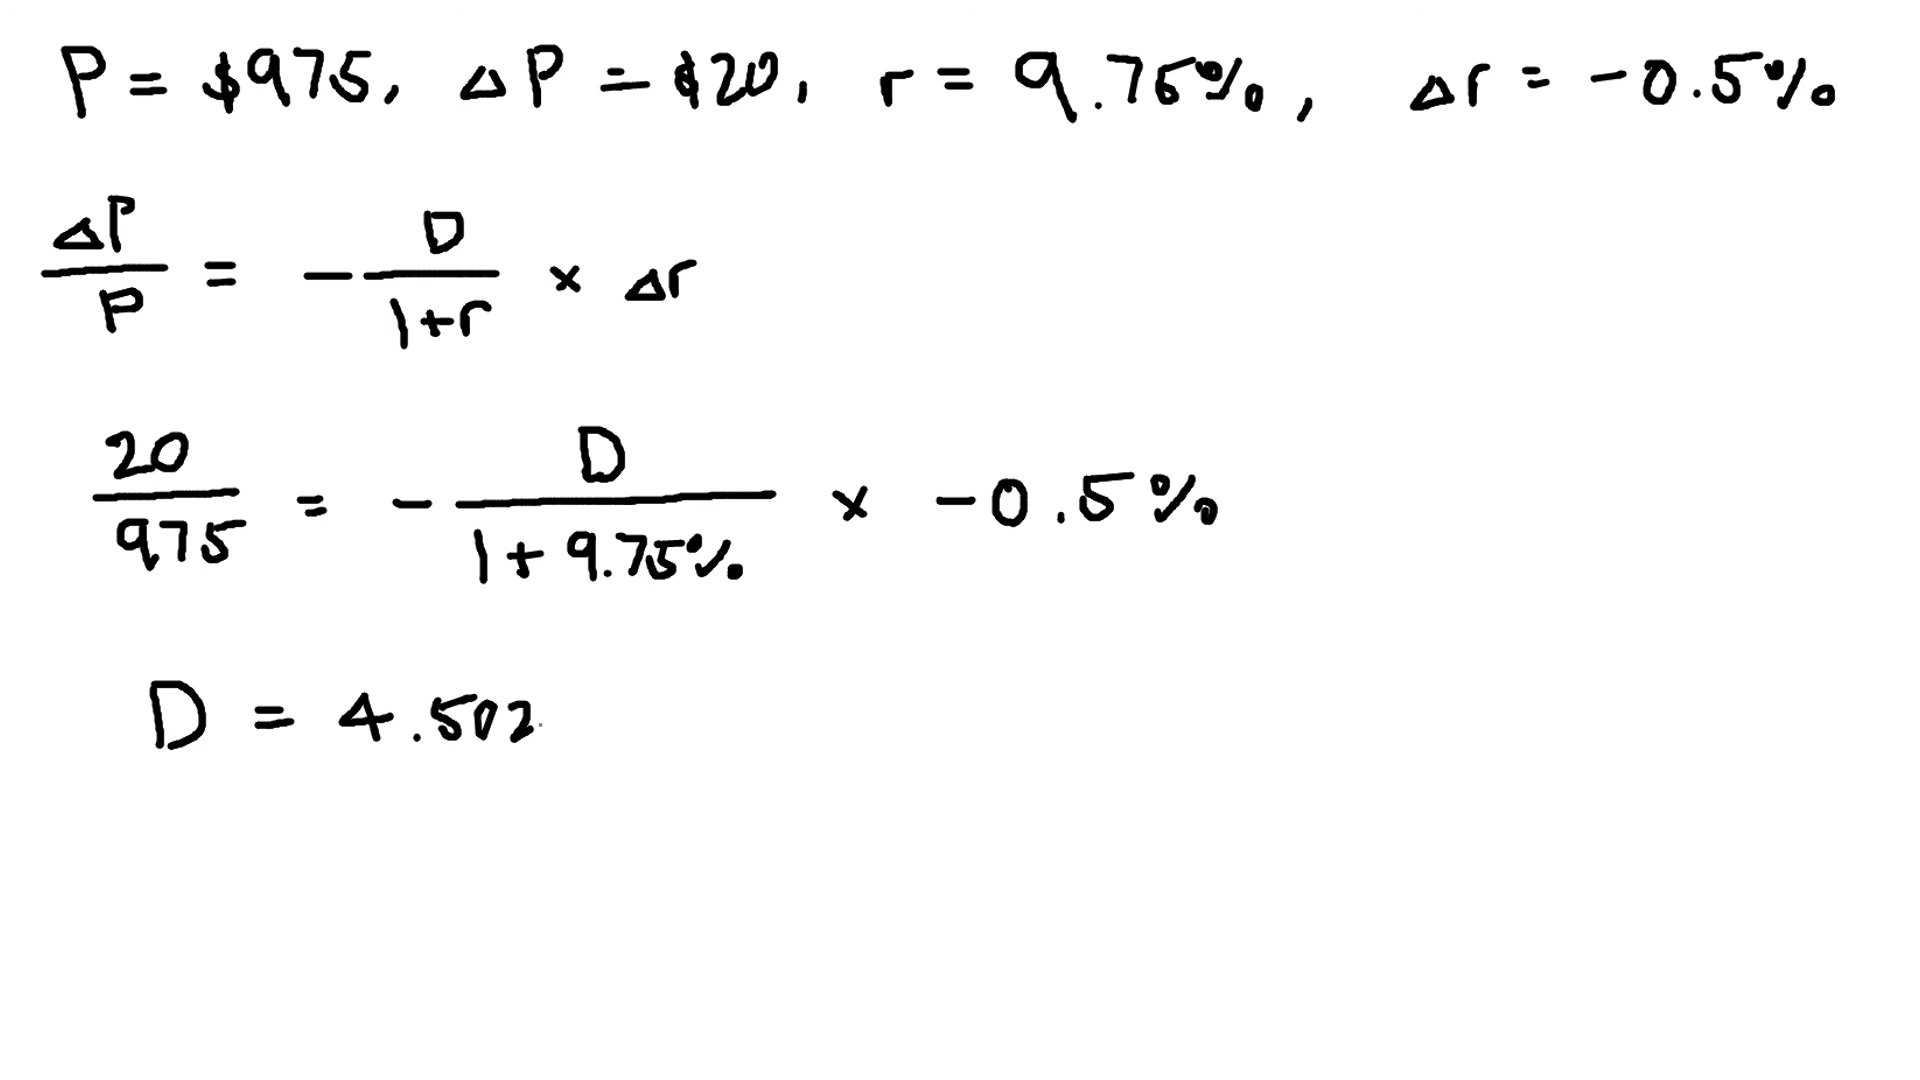 P = $975, ΔP = $20, r = 9.75%, Δr = -0.5%
ΔP/P = - D/1+r × Δr
20/975 = - D/1+9.75% × -0.5%
D = 4.502